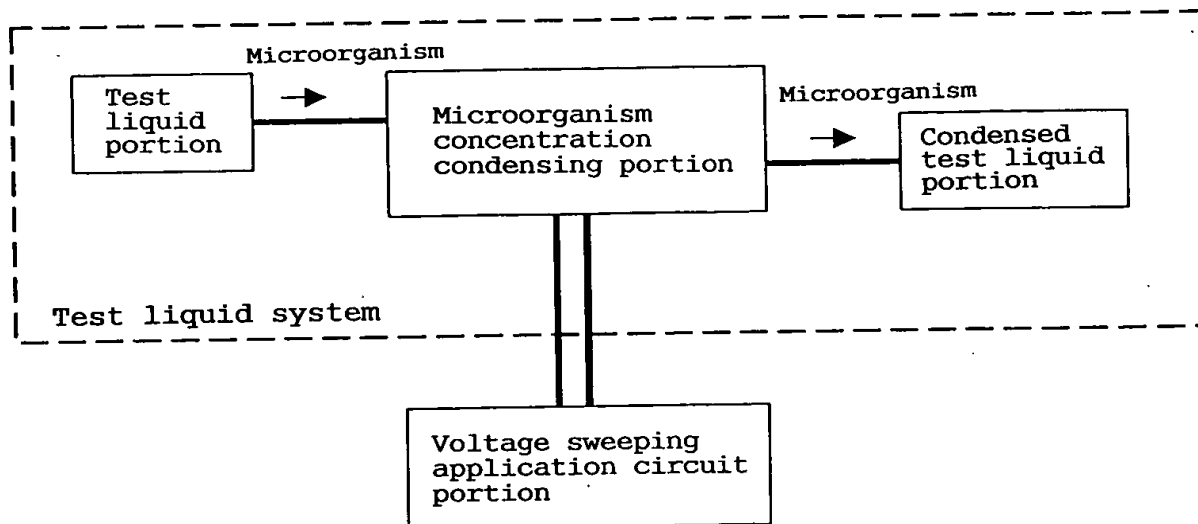 Microorganism
Test
liquid
portion
Microorganism
concentration
condensing portion
Microorganism
Condensed
test liquid
portion
Test liquid system
Voltage sweeping
application circuit
portion